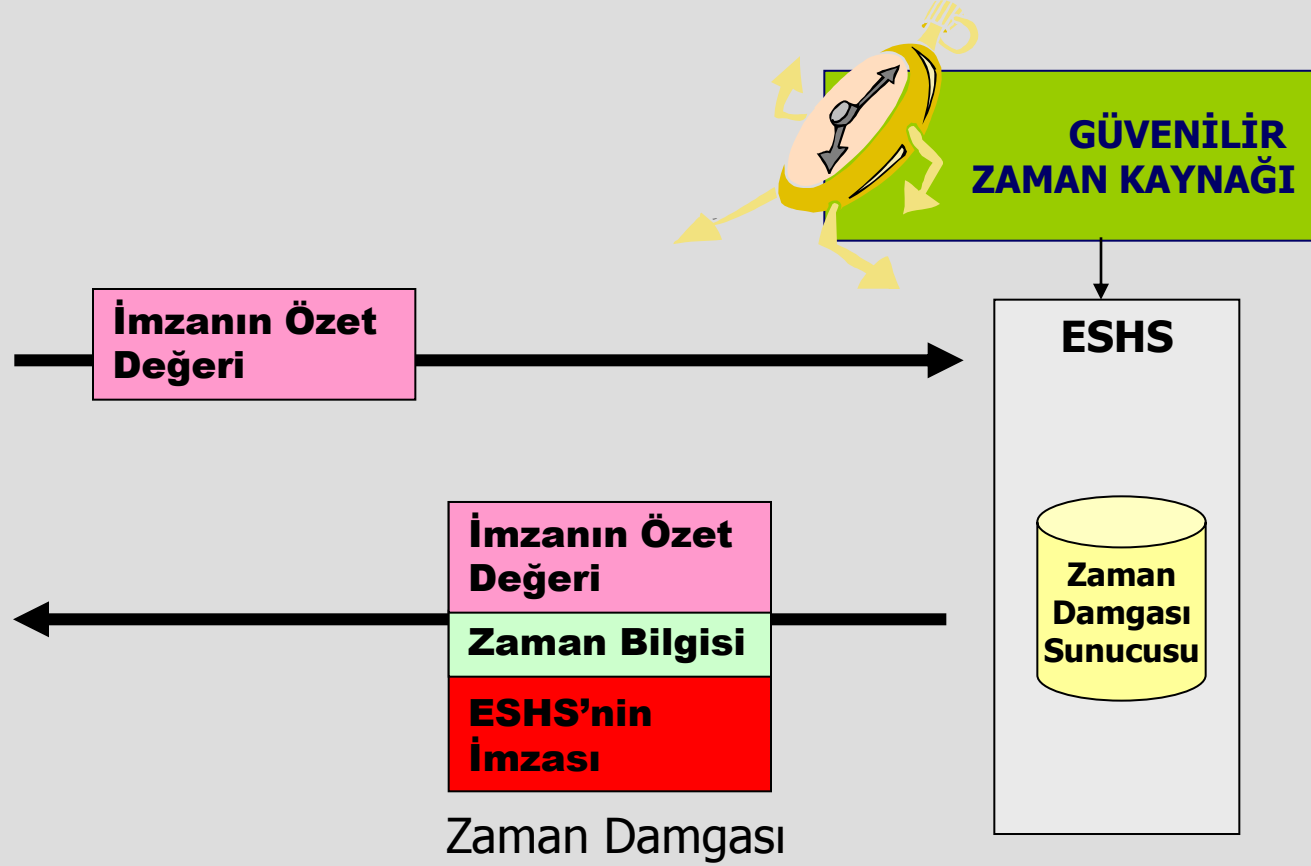 GÜVENİLİR
ZAMAN KAYNAĞI
İmzanın Özet
Değeri
ESHS
İmzanın Özet
Değeri
Zaman Bilgisi
ESHS’nin
İmzası
Zaman
Damgası
Sunucusu
Zaman Damgası